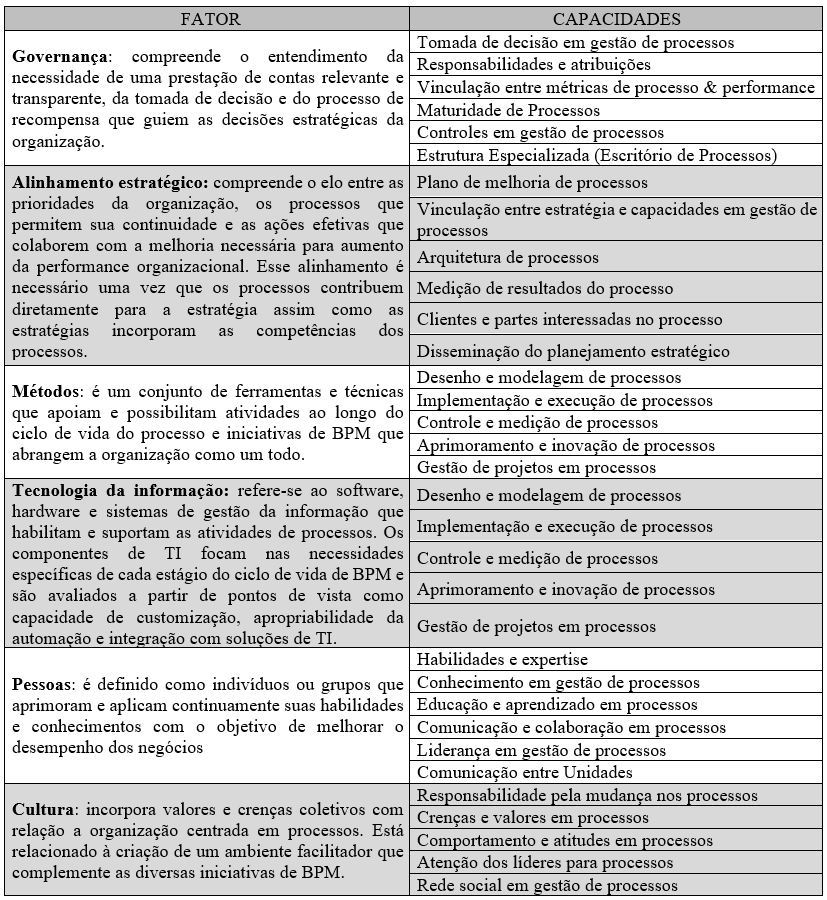 FATOR
CAPACIDADES
Governança: compreende o entendimento da
necessidade de uma prestação de contas relevante e
transparente, da tomada de decisão e do processo de
recompensa que guiem as decisões estratégicas da
organização.
Tomada de decisão em gestão de processos
Responsabilidades e atribuições
Vinculação entre métricas de processo & performance
Maturidade de Processos
Controles em gestão de processos
Estrutura Especializada (Escritório de Processos)
Alinhamento estratégico: compreende o elo entre as
prioridades da organização, os processos que
permitem sua continuidade e as ações efetivas que
colaborem com a melhoria necessária para aumento
da performance organizacional. Esse alinhamento é
necessário uma vez que os processos contribuem
diretamente para a estratégia assim como as
estratégias incorporam as competências dos
processos.
Plano de melhoria de processos
Vinculação entre estratégia e capacidades em gestão de
processos
Arquitetura de processos
Medição de resultados do processo
Clientes e partes interessadas no processo
Disseminação do planejamento estratégico
Métodos: é um conjunto de ferramentas e técnicas
que apoiam e possibilitam atividades ao longo do
ciclo de vida do processo e iniciativas de BPM que
abrangem a organização como um todo.
Desenho e modelagem de processos
Implementação e execução de processos
Controle e medição de processos
Aprimoramento e inovação de processos
Gestão de projetos em processos
Tecnologia da informação: refere-se ao software,
hardware e sistemas de gestão da informação que
habilitam e suportam as atividades de processos. Os
componentes de TI focam nas necessidades
específicas de cada estágio do ciclo de vida de BPM e
são avaliados a partir de pontos de vista como
capacidade de customização, apropriabilidade da
automação e integração com soluções de TI.
Desenho e modelagem de processos
Implementação e execução de processos
Controle e medição de processos
Aprimoramento e inovação de processos
Gestão de projetos em processos
Pessoas: é definido como indivíduos ou grupos que
aprimoram e aplicam continuamente suas habilidades
e conhecimentos com o objetivo de melhorar o
desempenho dos negócios
Habilidades e expertise
Conhecimento em gestão de processos
Educação e aprendizado em processos
Comunicação e colaboração em processos
Liderança em gestão de processos
Comunicação entre Unidades
Cultura: incorpora valores e crenças coletivos com
relação a organização centrada em processos. Está
relacionado à criação de um ambiente facilitador que
complemente as diversas iniciativas de BPM.
Responsabilidade pela mudança nos processos
Crenças e valores em processos
Comportamento e atitudes em processos
Atenção dos líderes para processos
Rede social em gestão de processos